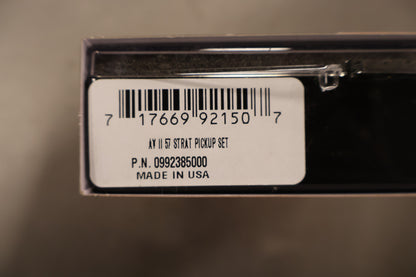 7 17669 92150 7
AV II 57 STRAT PICKUP SET
P.N. 0992385000
MADE IN USA